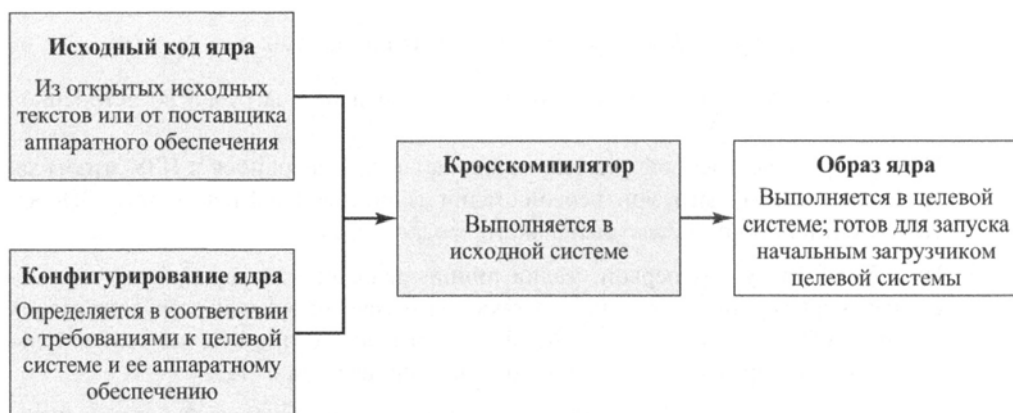 Исходный код ядра
Из открытых исходных
текстов или от поставщика
аппаратного обеспечения
Конфигурирование ядра
Определяется в соответствии
с требованиями к целевой
системе и ее аппаратному
обеспечению
Кросскомпилятор
Выполняется в
исходной системе
Образ ядра
Выполняется в целевой
системе; готов для запуска
начальным загрузчиком
целевой системы